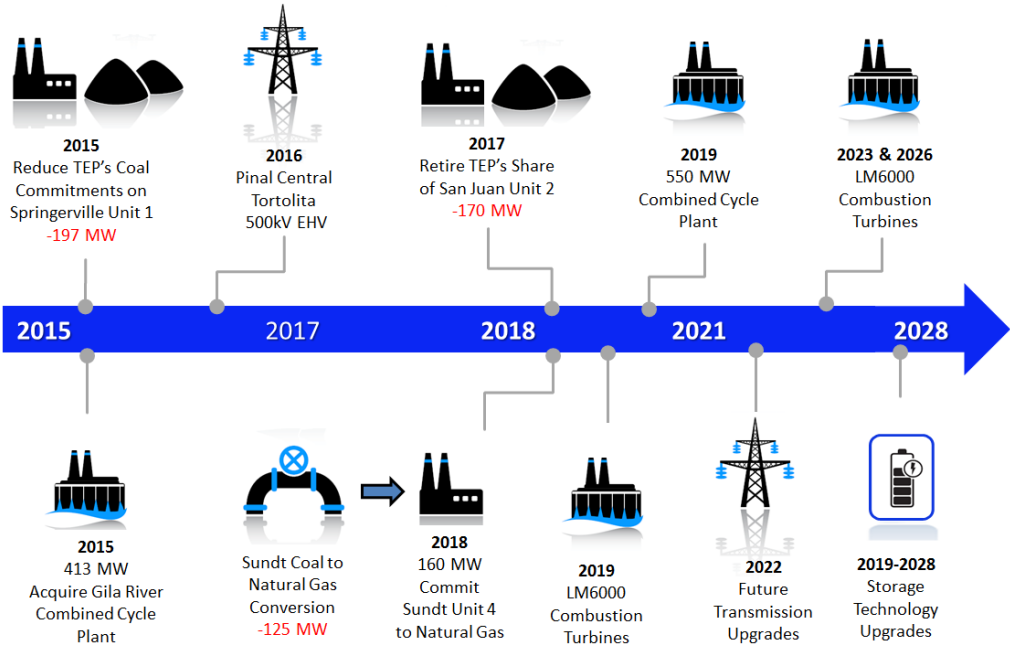 2015
Reduce TEP's Coal
Commitments on
Springerville Unit 1
-197 MW
2016
Pinal Central
Tortolita
500kV EHV
2017
Retire TEP's Share
of San Juan Unit 2
-170 MW
2019
550 MW
Combined Cycle
Plant
2023 & 2026
LM6000
Combustion
Turbines
2015
2017
2018
2021
2028
2015
413 MW
Acquire Gila River
Combined Cycle
Plant
Sundt Coal to
Natural Gas
Conversion
-125 MW
2018
160 MW
Commit
Sundt Unit 4
to Natural Gas
2019
LM6000
Combustion
Turbines
2022
Future
Transmission
Upgrades
2019-2028
Storage
Technology
Upgrades